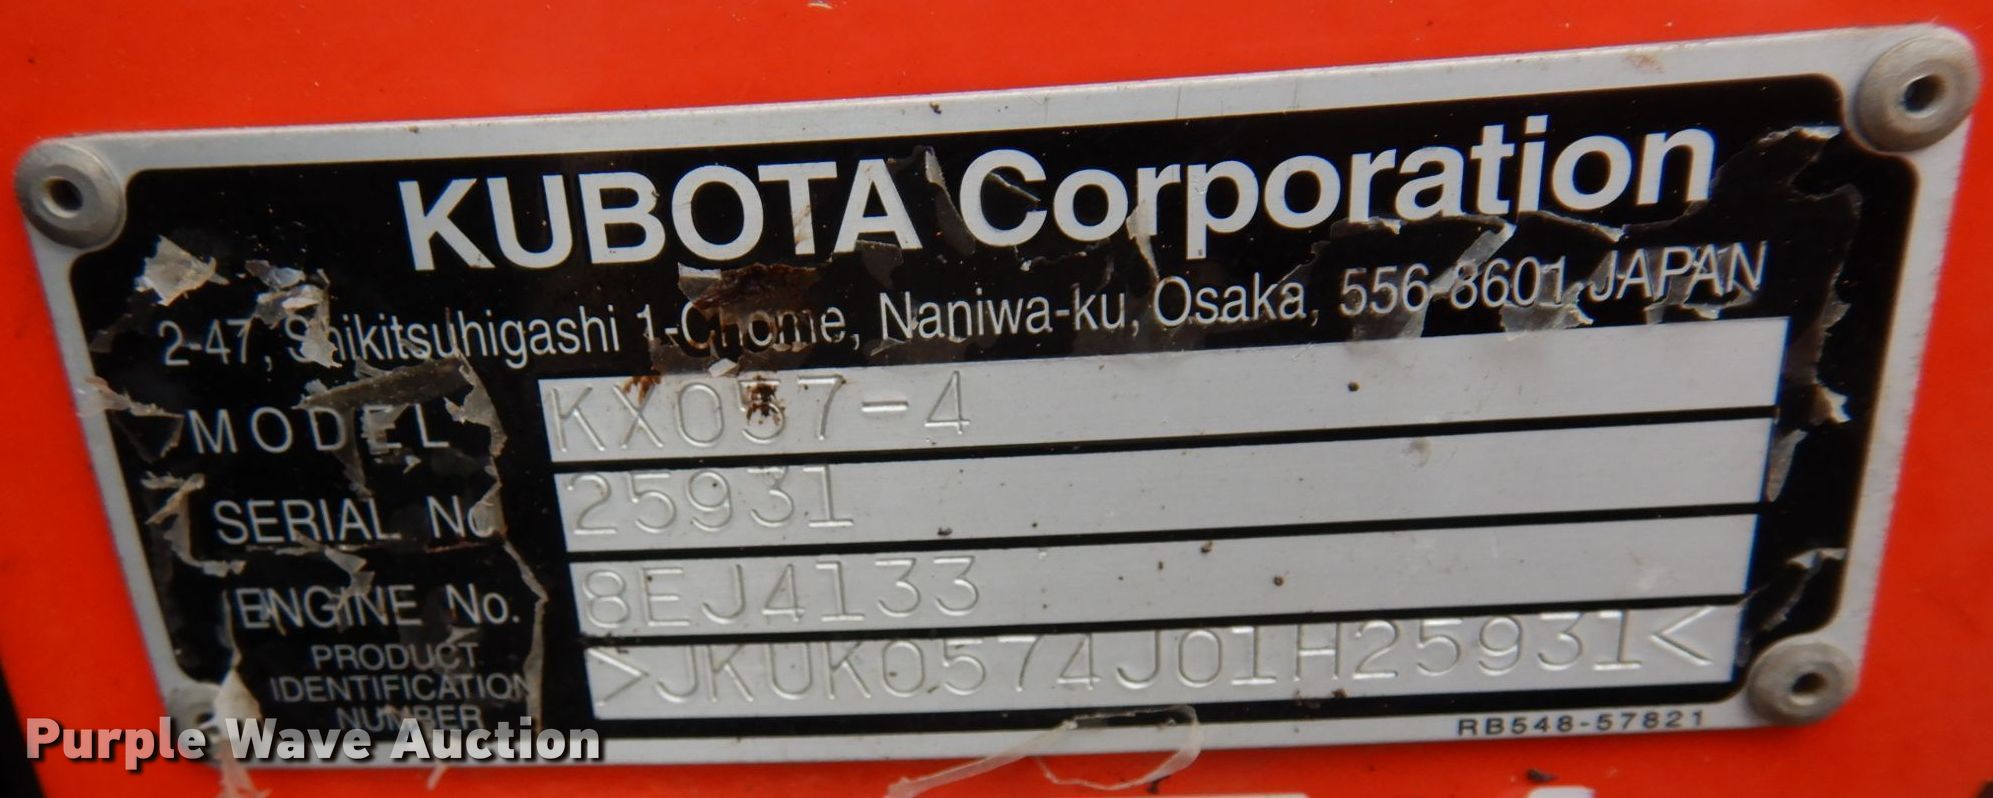 KUBOTA Corporation
2-47, Shikitsuhigashi 1-Chome, Naniwa-ku, Osaka, 556-8601 JAPAN
MODEL KX057-4
SERIAL No. 25931
ENGINE No. 8EJ4133
PRODUCT IDENTIFICATION NUMBER >JKUK0574J01H25931<
RB548-57821
Purple Wave Auction